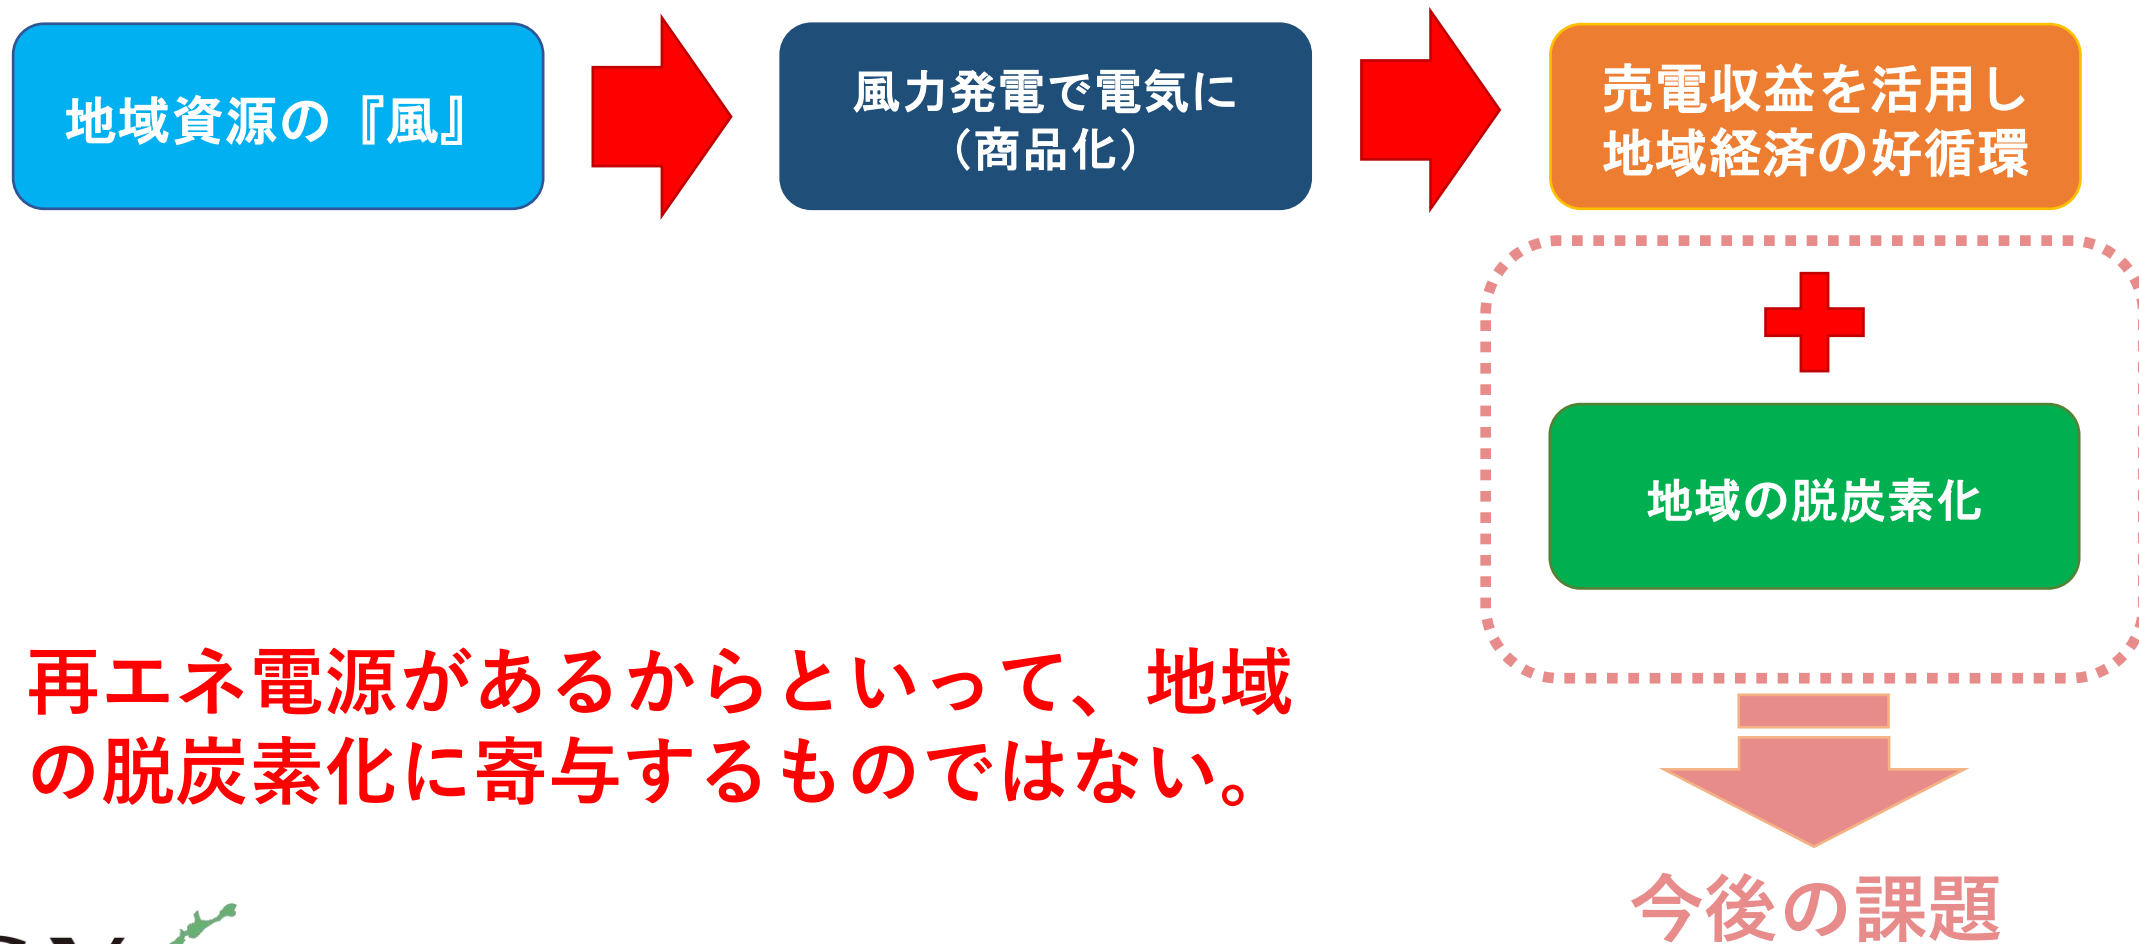 地域資源の『風』
風力発電で電気に
（商品化）
売電収益を活用し
地域経済の好循環
地域の脱炭素化
再エネ電源があるからといって、地域
の脱炭素化に寄与するものではない。
今後の課題